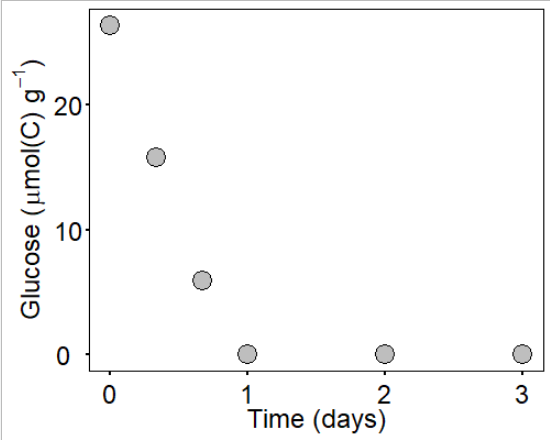 Glucose (μmol(C) g⁻¹)
20
10
0
0 1 2 3
Time (days)